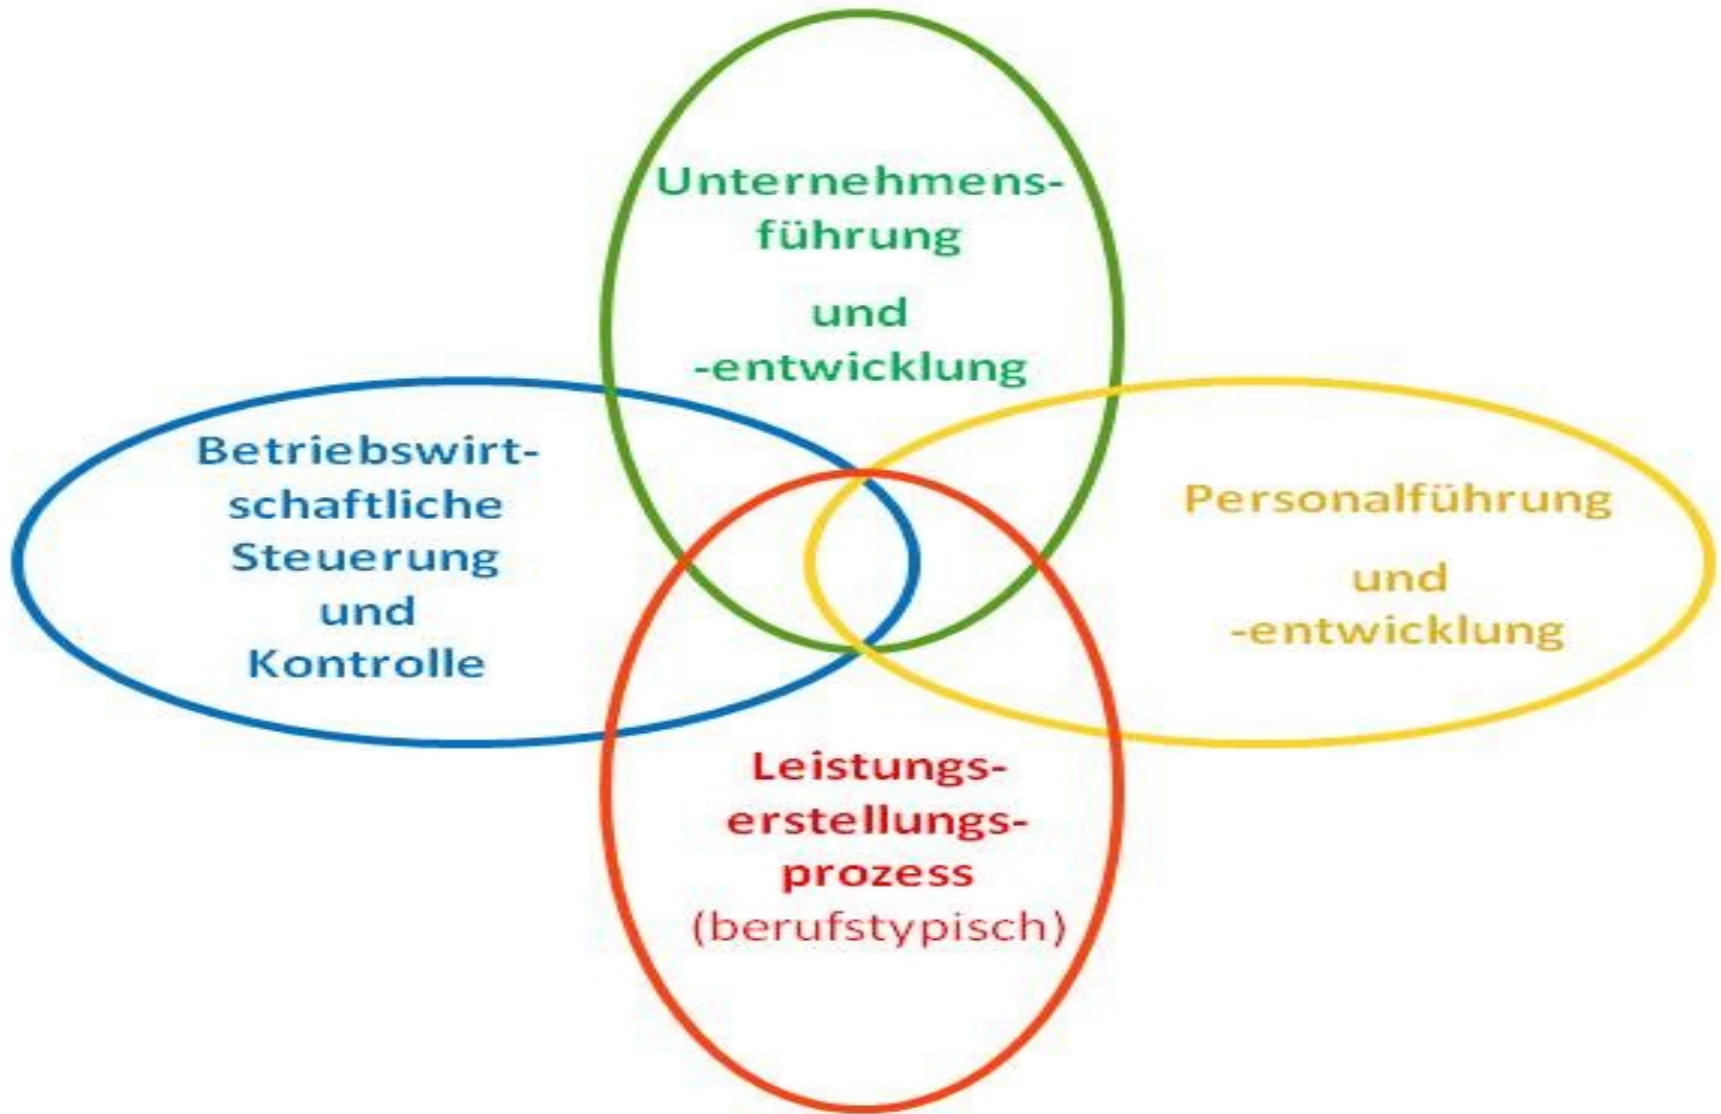 Unternehmens-
führung
und
-entwicklung
Betriebswirt-
schaftliche
Steuerung
und
Kontrolle
Personalführung
und
-entwicklung
Leistungs-
erstellungs-
prozess
(berufstypisch)